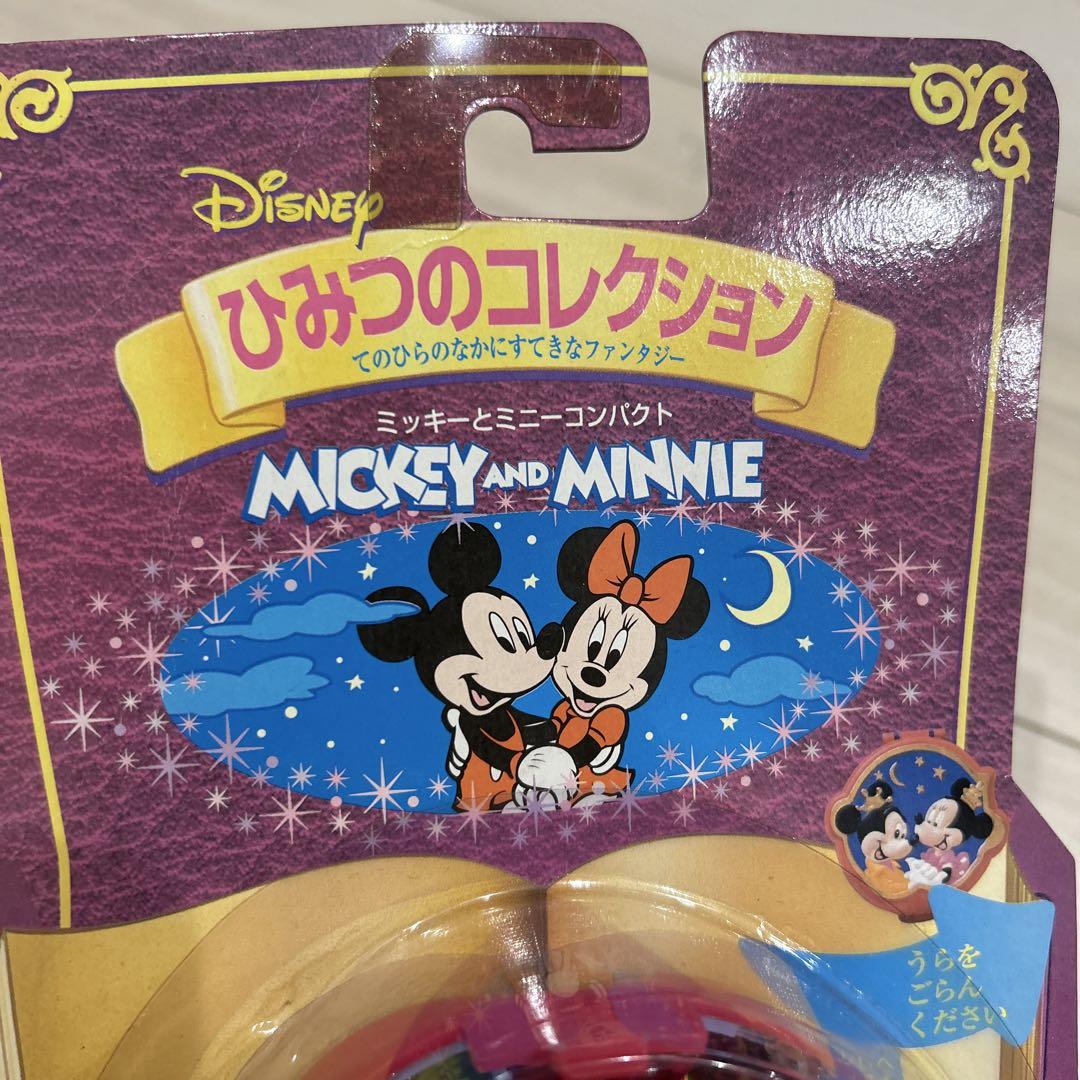 Disney
ひみつのコレクション
てのひらのなかにすてきなファンタジー
ミッキーとミニーコンパクト
MICKEY AND MINNIE
うらを
ごらん
ください